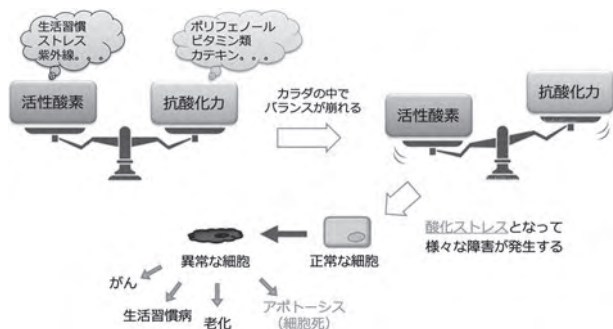 生活習慣
ストレス
紫外線。。。
ポリフェノール
ビタミン類
カテキン。。。
活性酸素
抗酸化力
カラダの中で
バランスが崩れる
活性酸素
抗酸化力
酸化ストレスとなって
様々な障害が発生する
正常な細胞
異常な細胞
がん
生活習慣病
老化
アポトーシス
（細胞死）